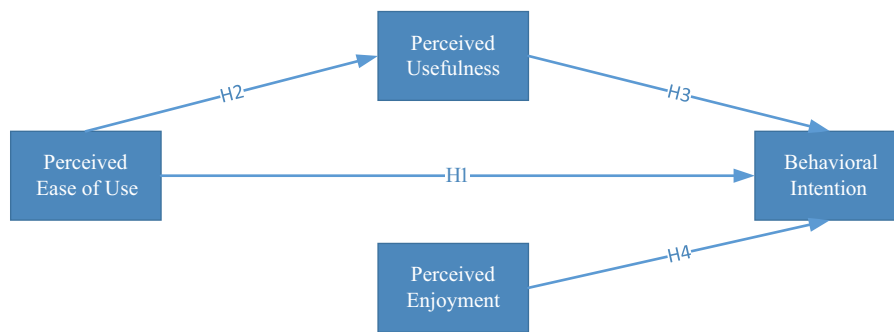 Perceived
Usefulness
H2
H3
Perceived
Ease of Use
H1
Behavioral
Intention
Perceived
Enjoyment
H4